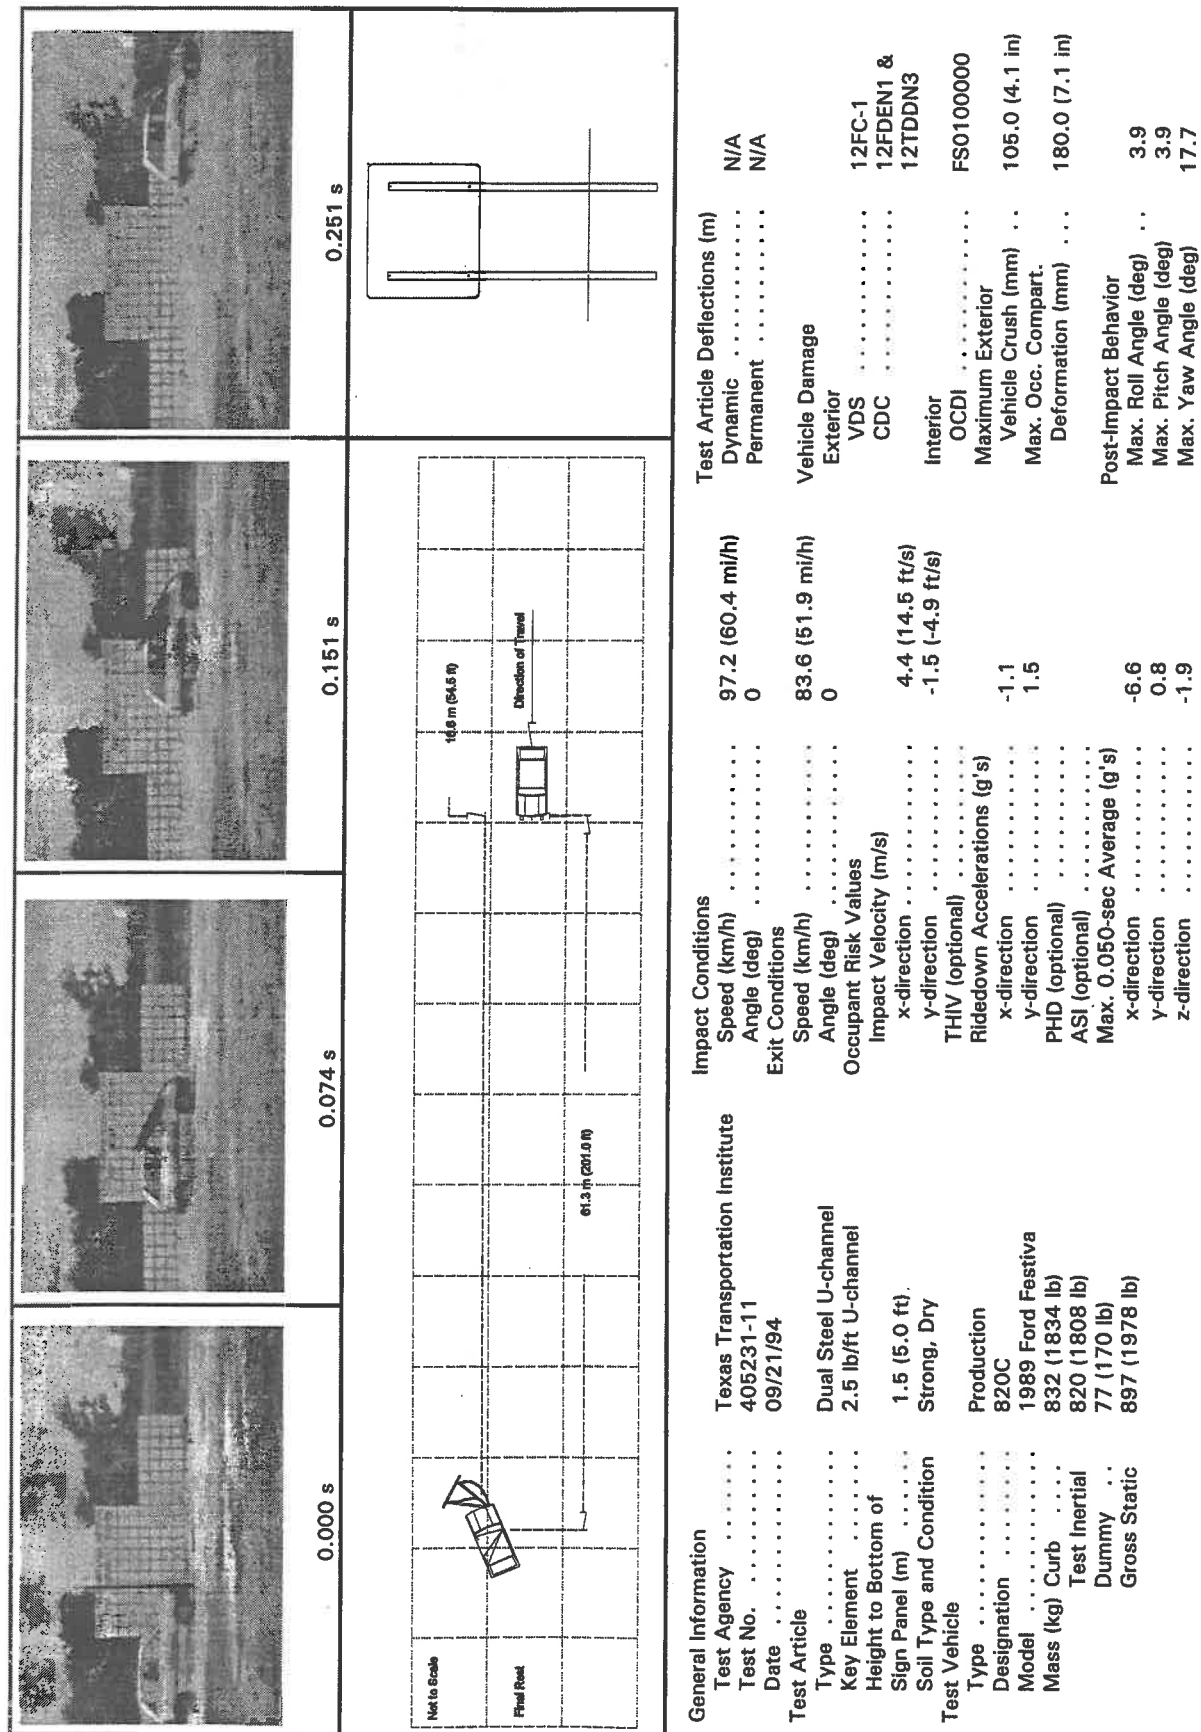 0.000 s
0.074 s
0.151 s
0.251 s
Not to Scale
Final Rest
61.3 m (201.0 ft)
16.6 m (54.5 ft)
Direction of Travel
General Information
Test Agency . . . . . . . Texas Transportation Institute
Test No. . . . . . . . . . . 405231-11
Date . . . . . . . . . . . . 09/21/94
Test Article
Type . . . . . . . . . . . . Dual Steel U-channel
Key Element . . . . . . 2.5 lb/ft U-channel
Height to Bottom of
Sign Panel (m) . . . . . 1.5 (5.0 ft)
Soil Type and Condition Strong, Dry
Test Vehicle
Type . . . . . . . . . . . . Production
Designation . . . . . . . 820C
Model . . . . . . . . . . . 1989 Ford Festiva
Mass (kg) Curb . . . . 832 (1834 lb)
Test Inertial 820 (1808 lb)
Dummy . . 77 (170 lb)
Gross Static 897 (1978 lb)
Impact Conditions
Speed (km/h) . . . . . . . . . . 97.2 (60.4 mi/h)
Angle (deg) . . . . . . . . . . . 0
Exit Conditions
Speed (km/h) . . . . . . . . . . 83.6 (51.9 mi/h)
Angle (deg) . . . . . . . . . . . 0
Occupant Risk Values
Impact Velocity (m/s)
x-direction . . . . . . . . . . . 4.4 (14.5 ft/s)
y-direction . . . . . . . . . . . -1.5 (-4.9 ft/s)
THIV (optional) . . . . . . . . .
Ridedown Accelerations (g's)
x-direction . . . . . . . . . . . -1.1
y-direction . . . . . . . . . . . 1.5
PHD (optional) . . . . . . . . .
ASI (optional) . . . . . . . . . .
Max. 0.050-sec Average (g's)
x-direction . . . . . . . . . . . -6.6
y-direction . . . . . . . . . . . 0.8
z-direction . . . . . . . . . . . -1.9
Test Article Deflections (m)
Dynamic . . . . . . . . . . . N/A
Permanent . . . . . . . . . N/A
Vehicle Damage
Exterior
VDS . . . . . . . . . . . . 12FC-1
CDC . . . . . . . . . . . . 12FDEN1 &
12TDDN3
Interior
OCDI . . . . . . . . . . . FS0100000
Maximum Exterior
Vehicle Crush (mm) . . 105.0 (4.1 in)
Max. Occ. Compart.
Deformation (mm) . . . 180.0 (7.1 in)
Post-Impact Behavior
Max. Roll Angle (deg) . . 3.9
Max. Pitch Angle (deg) 3.9
Max. Yaw Angle (deg) 17.7